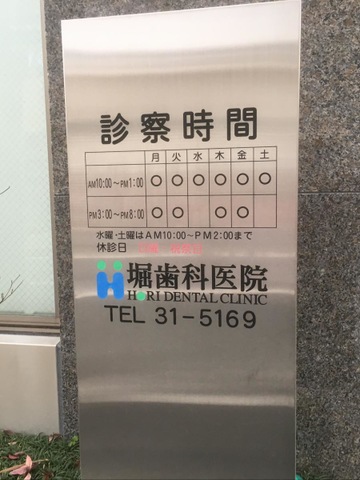 診察時間
月 火 水 木 金 土
AM10:00~PM1:00 ○ ○ ○ ○ ○ ○
PM3:00~PM8:00 ○ ○ ○ ○
水曜・土曜はAM10:00~PM2:00まで
休診日
堀歯科医院
HORI DENTAL CLINIC
TEL 31-5169